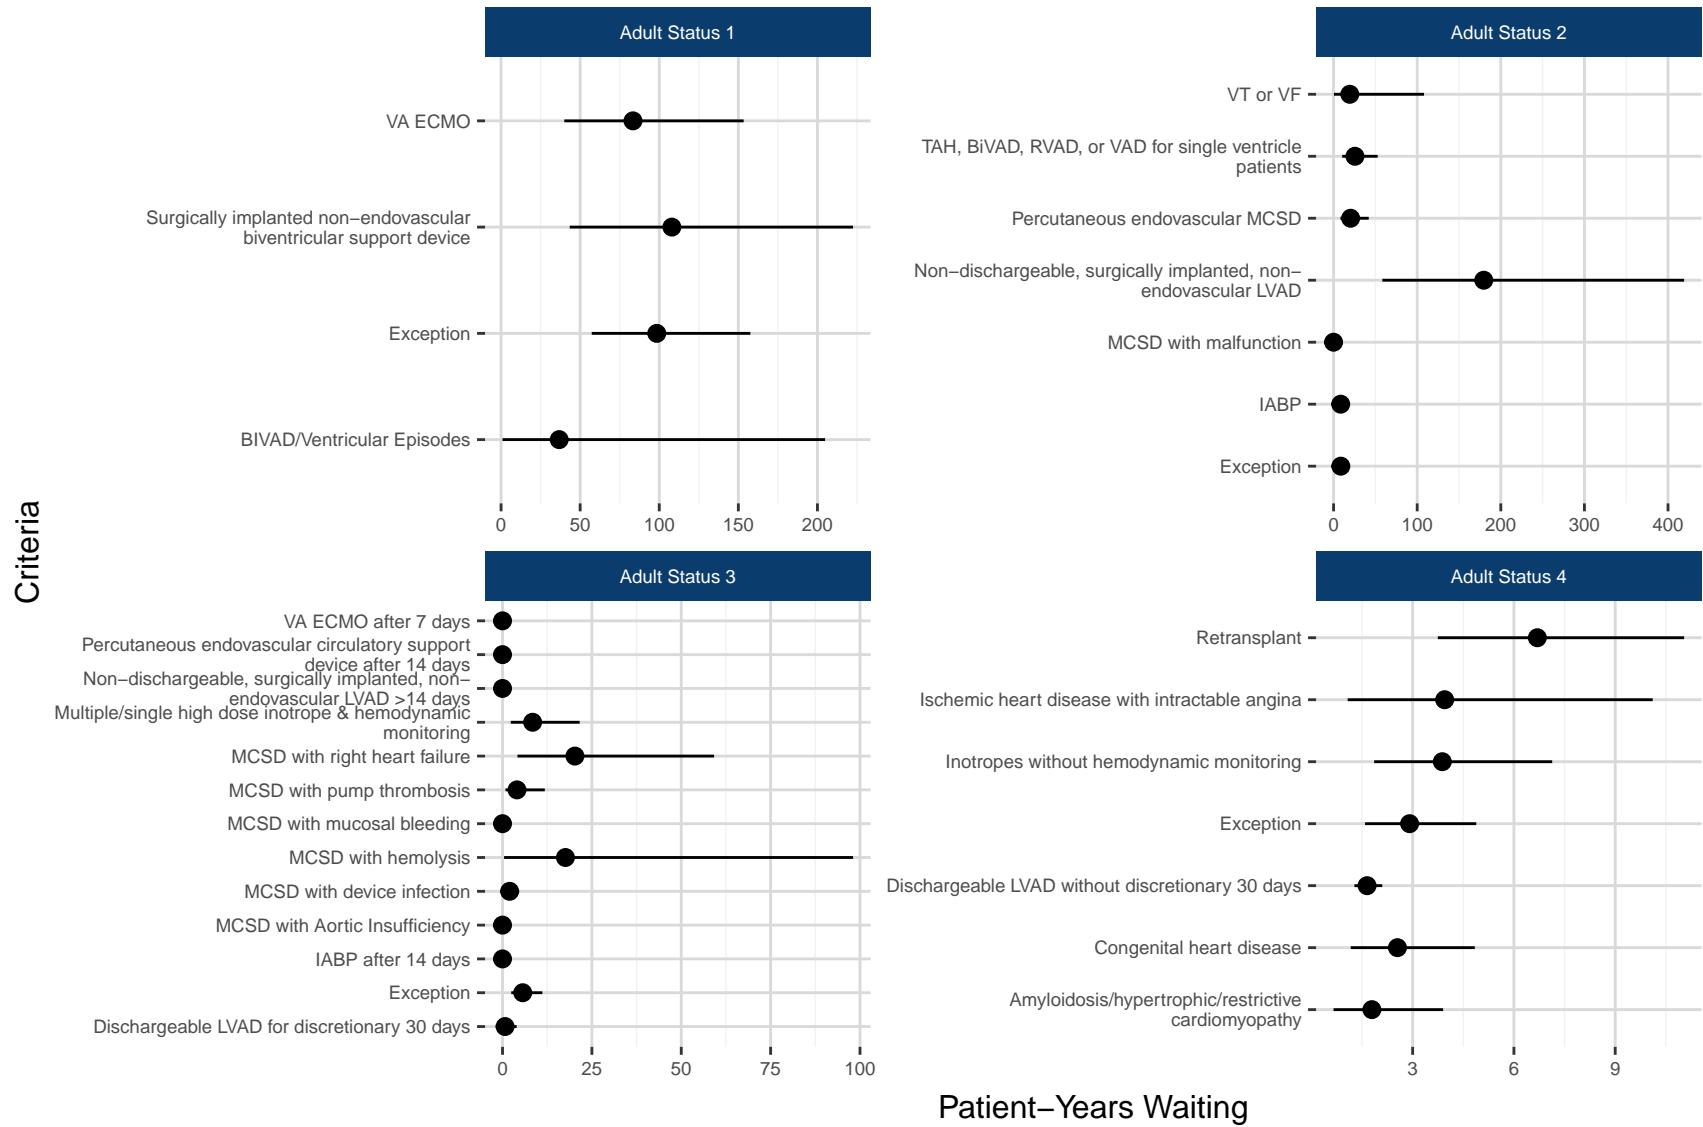 Adult Status 1
VA ECMO
Surgically implanted non−endovascular
biventricular support device
Exception
BIVAD/Ventricular Episodes
0 50 100 150 200
Adult Status 2
VT or VF
TAH, BiVAD, RVAD, or VAD for single ventricle
patients
Percutaneous endovascular MCSD
Non−dischargeable, surgically implanted, non−
endovascular LVAD
MCSD with malfunction
IABP
Exception
0 100 200 300 400
Criteria
Adult Status 3
VA ECMO after 7 days
Percutaneous endovascular circulatory support
device after 14 days
Non−dischargeable, surgically implanted, non−
endovascular LVAD >14 days
Multiple/single high dose inotrope & hemodynamic
monitoring
MCSD with right heart failure
MCSD with pump thrombosis
MCSD with mucosal bleeding
MCSD with hemolysis
MCSD with device infection
MCSD with Aortic Insufficiency
IABP after 14 days
Exception
Dischargeable LVAD for discretionary 30 days
0 25 50 75 100
Adult Status 4
Retransplant
Ischemic heart disease with intractable angina
Inotropes without hemodynamic monitoring
Exception
Dischargeable LVAD without discretionary 30 days
Congenital heart disease
Amyloidosis/hypertrophic/restrictive
cardiomyopathy
3 6 9
Patient−Years Waiting